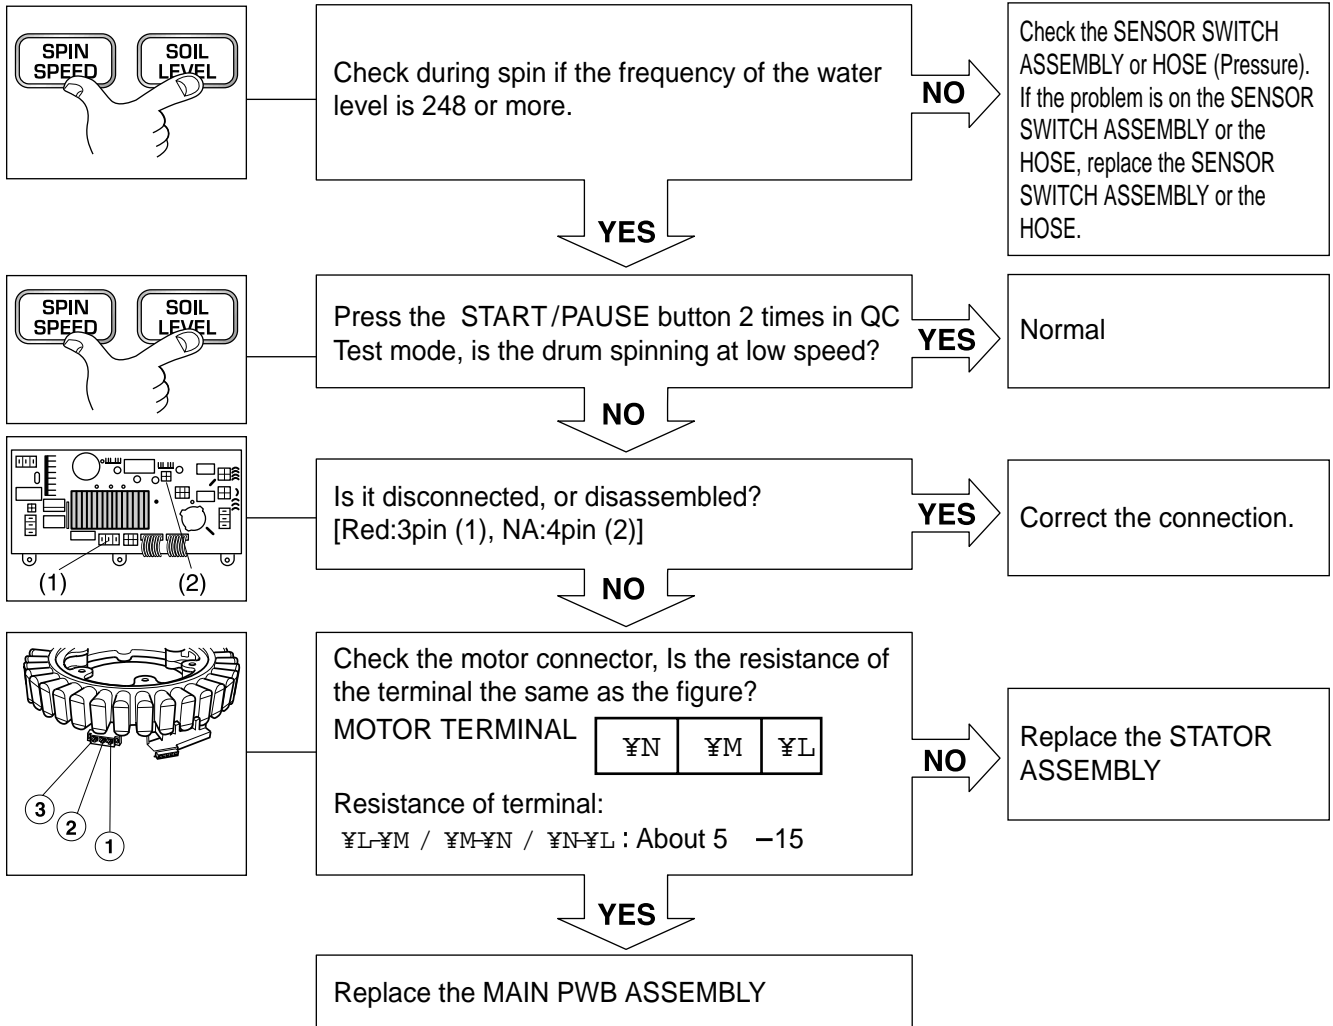 SPIN
SPEED
SOIL
LEVEL
Check during spin if the frequency of the water
level is 248 or more.
NO
Check the SENSOR SWITCH
ASSEMBLY or HOSE (Pressure).
If the problem is on the SENSOR
SWITCH ASSEMBLY or the
HOSE, replace the SENSOR
SWITCH ASSEMBLY or the
HOSE.
YES
SPIN
SPEED
SOIL
LEVEL
Press the START/PAUSE button 2 times in QC
Test mode, is the drum spinning at low speed?
YES
Normal
NO
(1)
(2)
Is it disconnected, or disassembled?
[Red:3pin (1), NA:4pin (2)]
YES
Correct the connection.
NO
3
2
1
Check the motor connector, Is the resistance of
the terminal the same as the figure?
MOTOR TERMINAL
¥N ¥M ¥L
Resistance of terminal:
¥L-¥M / ¥M-¥N / ¥N-¥L : About 5 –15
NO
Replace the STATOR
ASSEMBLY
YES
Replace the MAIN PWB ASSEMBLY